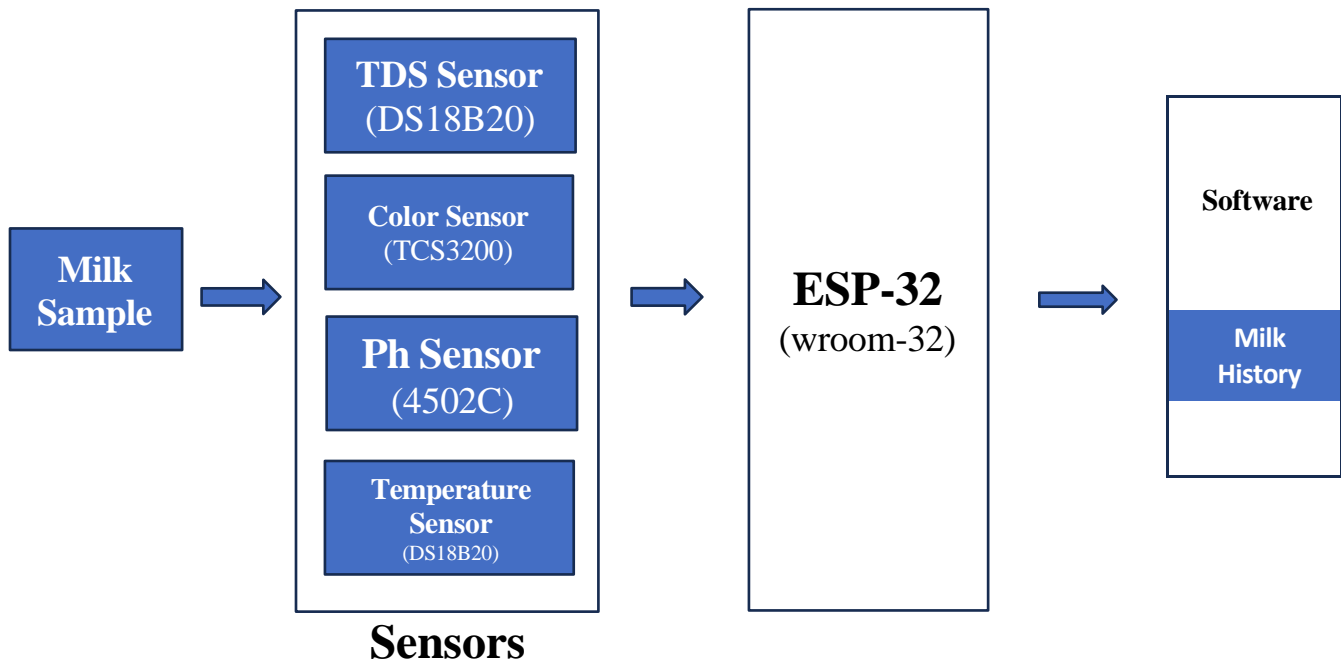 Milk
Sample
TDS Sensor
(DS18B20)
Color Sensor
(TCS3200)
Ph Sensor
(4502C)
Temperature
Sensor
(DS18B20)
Sensors
ESP-32
(wroom-32)
Software
Milk
History